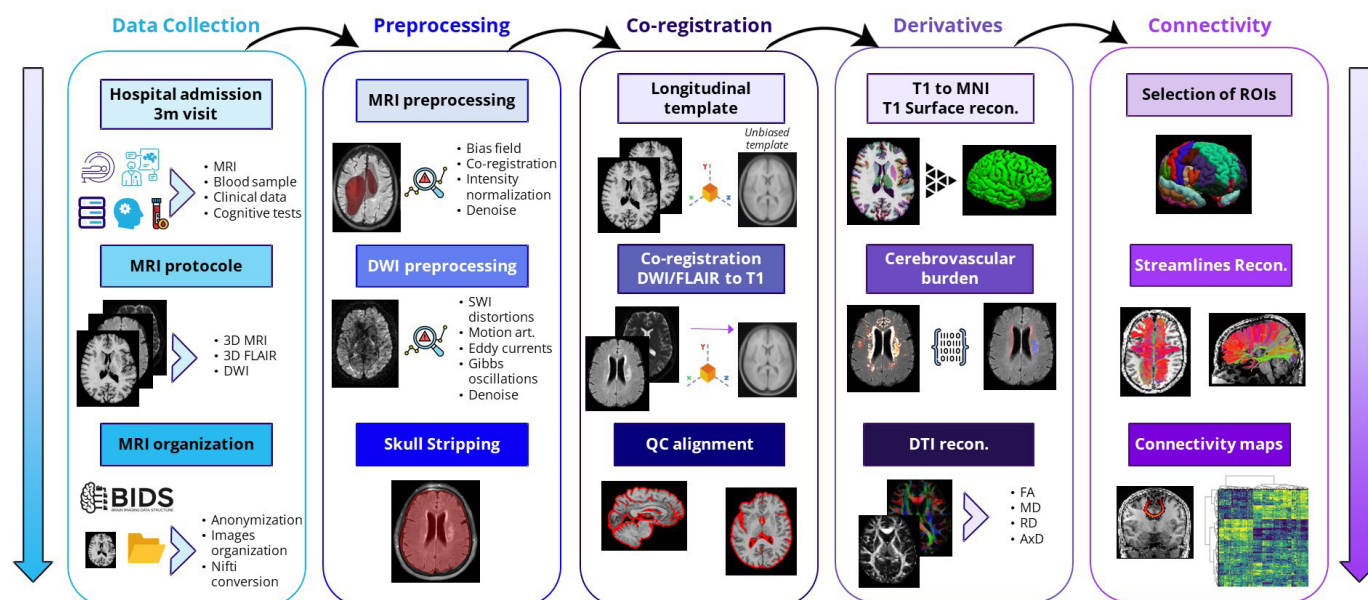 Data Collection
Hospital admission
3m visit
• MRI
• Blood sample
• Clinical data
• Cognitive tests
MRI protocole
• 3D MRI
• 3D FLAIR
• DWI
MRI organization
BIDS
BRAIN IMAGING DATA STRUCTURE
• Anonymization
• Images
organization
• Nifti
conversion
Preprocessing
MRI preprocessing
• Bias field
• Co-registration
• Intensity
normalization
• Denoise
DWI preprocessing
• SWI
distortions
• Motion art.
• Eddy currents
• Gibbs
oscillations
• Denoise
Skull Stripping
Co-registration
Longitudinal
template
Unbiased
template
Y
X
Z
Co-registration
DWI/FLAIR to T1
Y
X
Z
QC alignment
Derivatives
T1 to MNI
T1 Surface recon.
Cerebrovascular
burden
DTI recon.
• FA
• MD
• RD
• AxD
Connectivity
Selection of ROIs
Streamlines Recon.
Connectivity maps